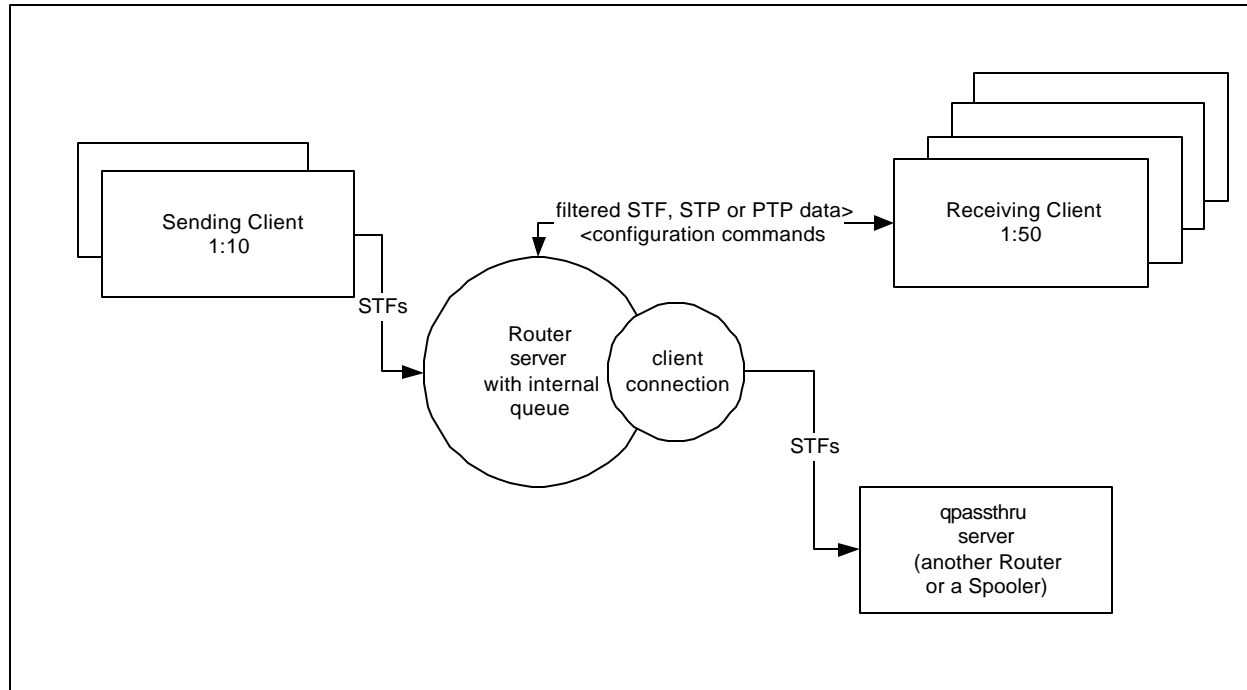 Sending Client
1:10
STFs
filtered STF, STP or PTP data>
<configuration commands
Receiving Client
1:50
Router
server
with internal
queue
client
connection
STFs
qpassthru
server
(another Router
or a Spooler)